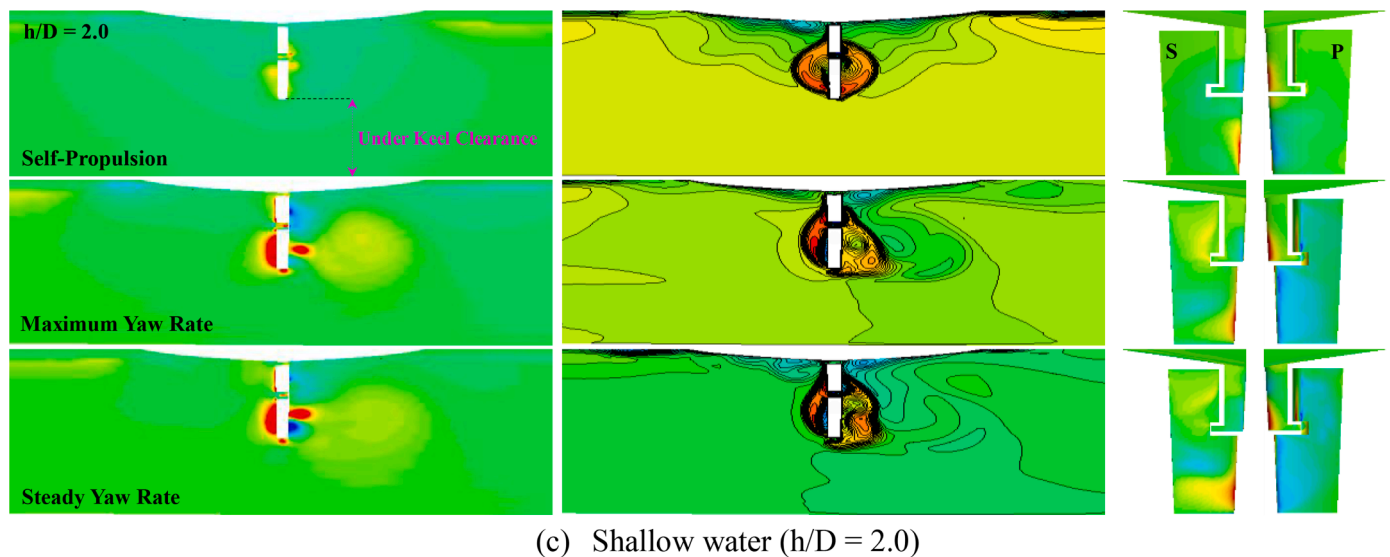 h/D = 2.0
S
P
Under Keel Clearance
Self-Propulsion
Maximum Yaw Rate
Steady Yaw Rate
(c) Shallow water (h/D = 2.0)